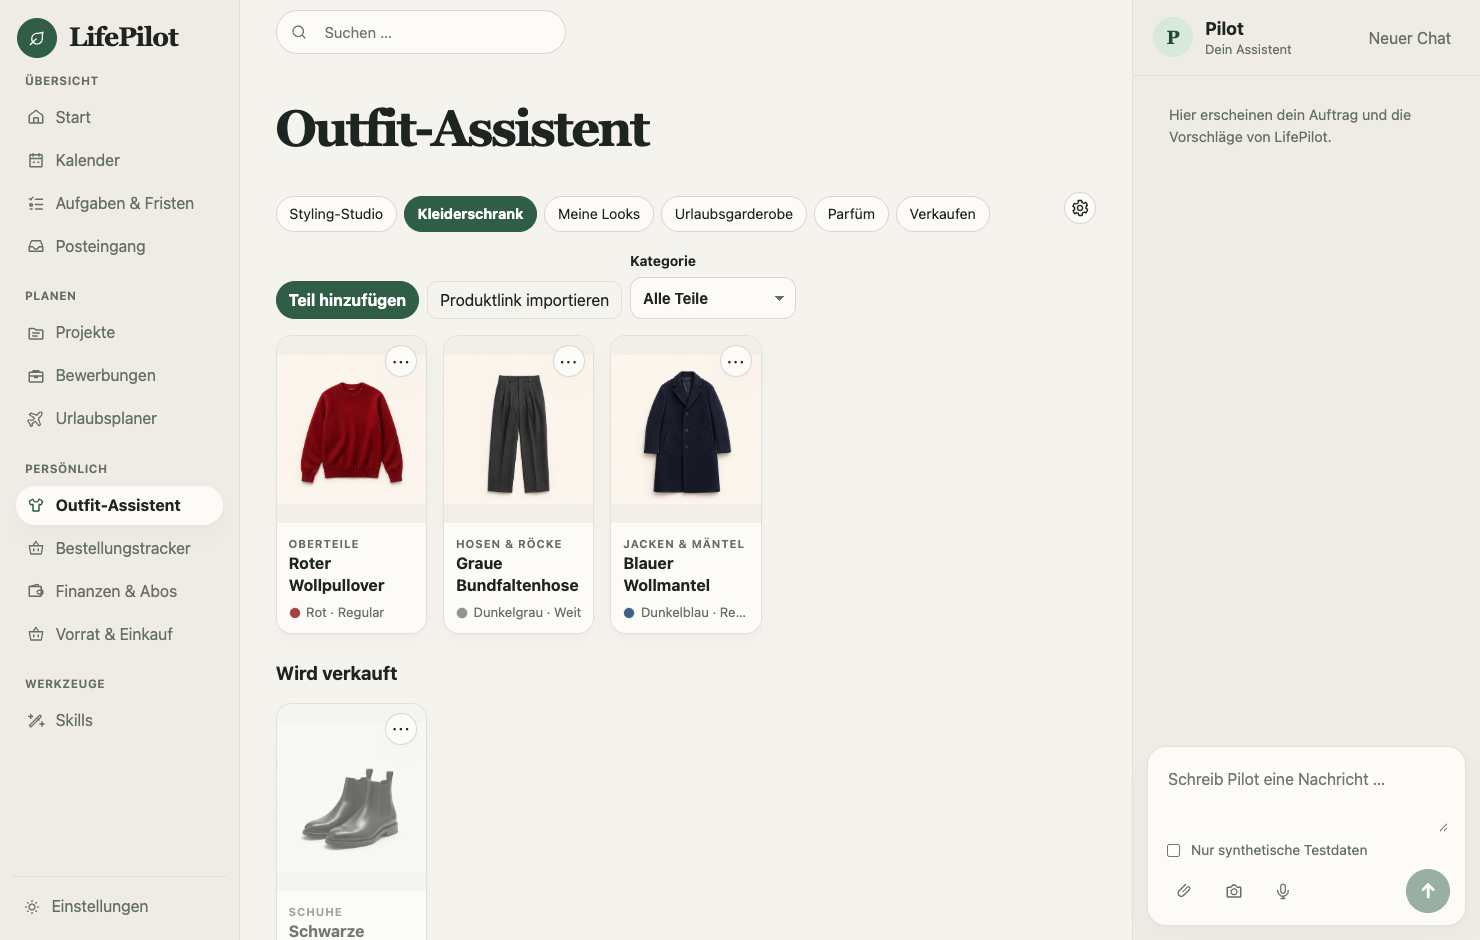 LifePilot
ÜBERSICHT
Start
Kalender
Aufgaben & Fristen
Posteingang
PLANEN
Projekte
Bewerbungen
Urlaubsplaner
PERSÖNLICH
Outfit-Assistent
Bestellungstracker
Finanzen & Abos
Vorrat & Einkauf
WERKZEUGE
Skills
Einstellungen
Suchen ...
Outfit-Assistent
Styling-Studio
Kleiderschrank
Meine Looks
Urlaubsgarderobe
Parfüm
Verkaufen
Kategorie
Teil hinzufügen
Produktlink importieren
Alle Teile
OBERTEILE
Roter
Wollpullover
Rot · Regular
HOSEN & RÖCKE
Graue
Bundfaltenhose
Dunkelgrau · Weit
JACKEN & MÄNTEL
Blauer
Wollmantel
Dunkelblau · Re...
Wird verkauft
SCHUHE
Schwarze
P
Pilot
Dein Assistent
Neuer Chat
Hier erscheinen dein Auftrag und die
Vorschläge von LifePilot.
Schreib Pilot eine Nachricht ...
Nur synthetische Testdaten